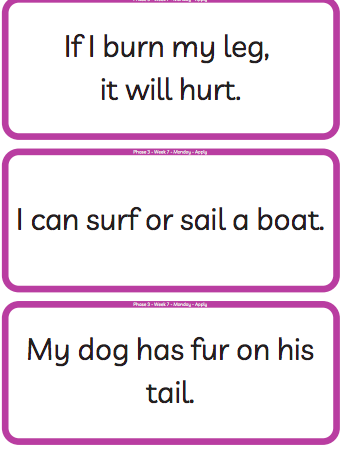 Phase 3 - Week 7 - Monday - Apply
If I burn my leg,
it will hurt.
Phase 3 - Week 7 - Monday - Apply
I can surf or sail a boat.
Phase 3 - Week 7 - Monday - Apply
My dog has fur on his
tail.